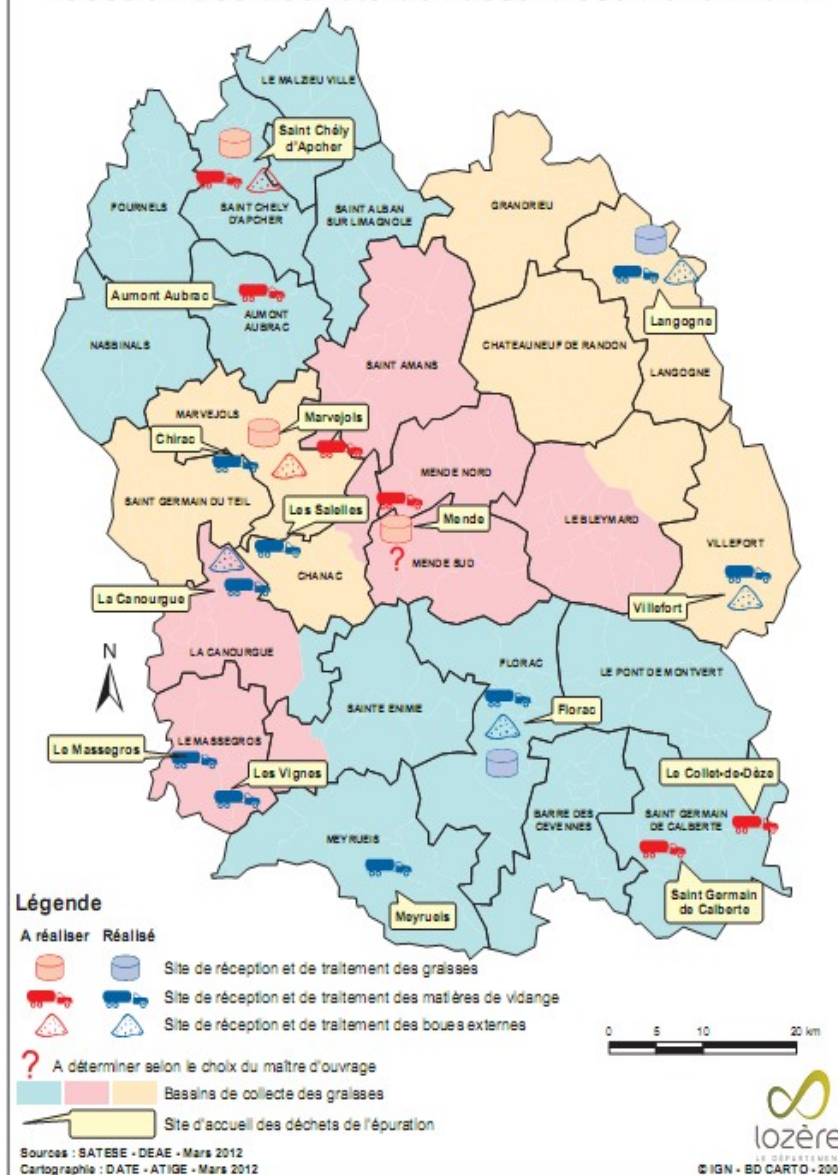 LE MALZIEU VILLE
Saint Chély
d'Apcher
FOURNELS
SAINT CHELY
D'APCHER
SAINT ALBAN
SUR LIMAGNOLE
GRANDRIEU
Aumont Aubrac
AUMONT
AUBRAC
Langogne
NASBINALS
SAINT AMANS
CHATEAUNEUF DE RANDON
LANGOGNE
MARVEJOLS
Marvejols
Chirac
MENDE NORD
SAINT GERMAIN DU TEIL
Les Salelles
Mende
LE BLEYMARD
VILLEFORT
?
MENDE SUD
CHANAC
La Canourgue
Villefort
N
LA CANOURGUE
FLORAC
LE PONT DE MONTVERT
SAINTE ENIMIE
Florac
LE MASSEGROS
Le Massegros
Les Vignes
Le Collet-de-Dèze
BARRE DES
CEVENNES
SAINT GERMAIN
DE CALBERTE
MEYRUEIS
Meyrueis
Saint Germain
de Calberte
Légende
A réaliser Réalisé
Site de réception et de traitement des graisses
Site de réception et de traitement des matières de vidange
Site de réception et de traitement des boues externes
0 5 10 20 km
? A déterminer selon le choix du maître d'ouvrage
Bassins de collecte des graisses
Site d'accueil des déchets de l'épuration
lozère
LE DÉPARTEMENT
Sources : SATESE - DEAE - Mars 2012
Cartographie : DATE - ATIGE - Mars 2012
© IGN - BD CARTO - 200